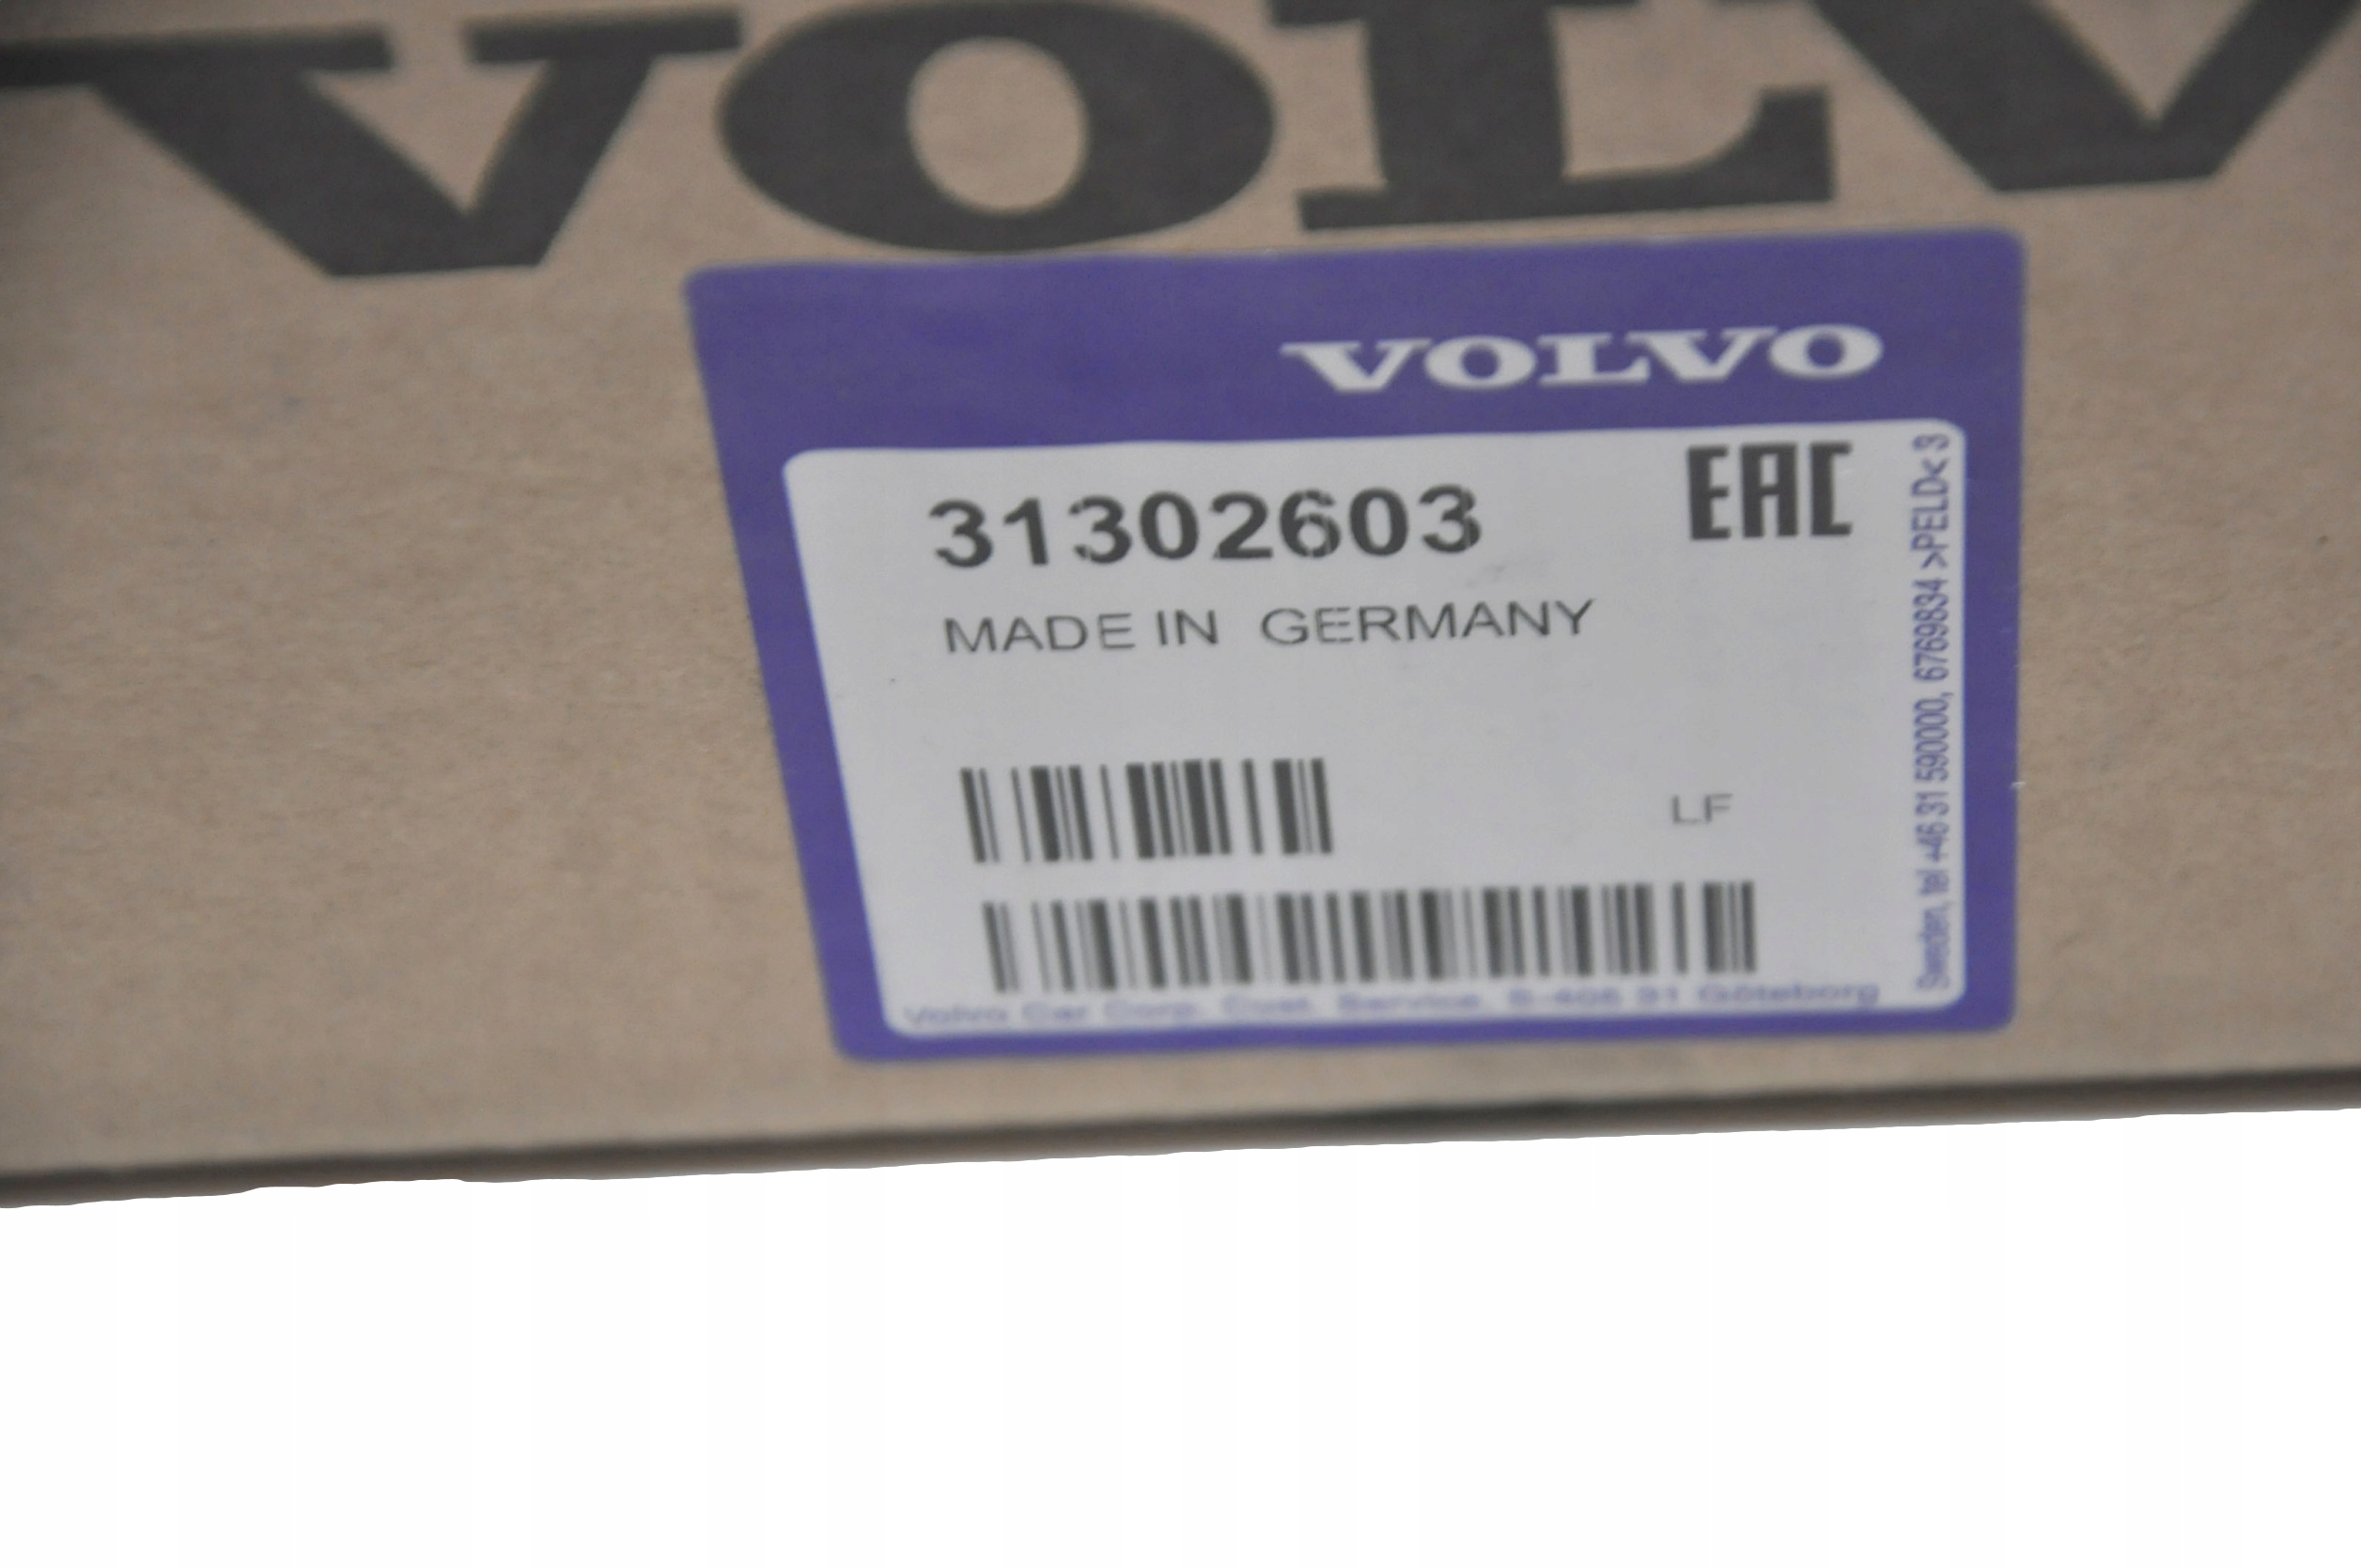 VOLV
VOLVO
31302603
EAC
MADE IN GERMANY
LF
Volvo Car Corp. Cust. Service, S-405 31 Göteborg
Sweden, tel +46 31 590000, 6769834 >PELD< 3